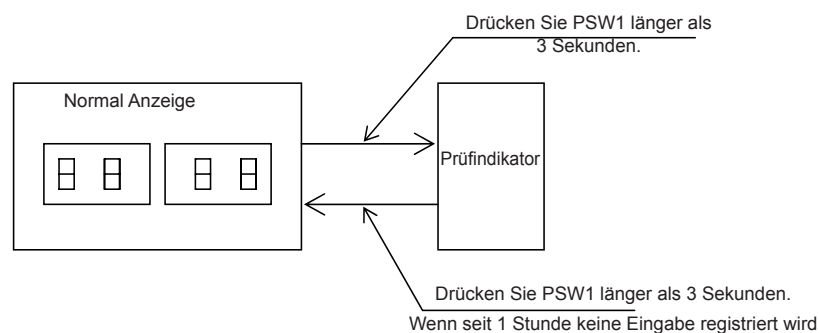 Drücken Sie PSW1 länger als
3 Sekunden.
Normal Anzeige
Prüfindikator
Drücken Sie PSW1 länger als 3 Sekunden.
Wenn seit 1 Stunde keine Eingabe registriert wird